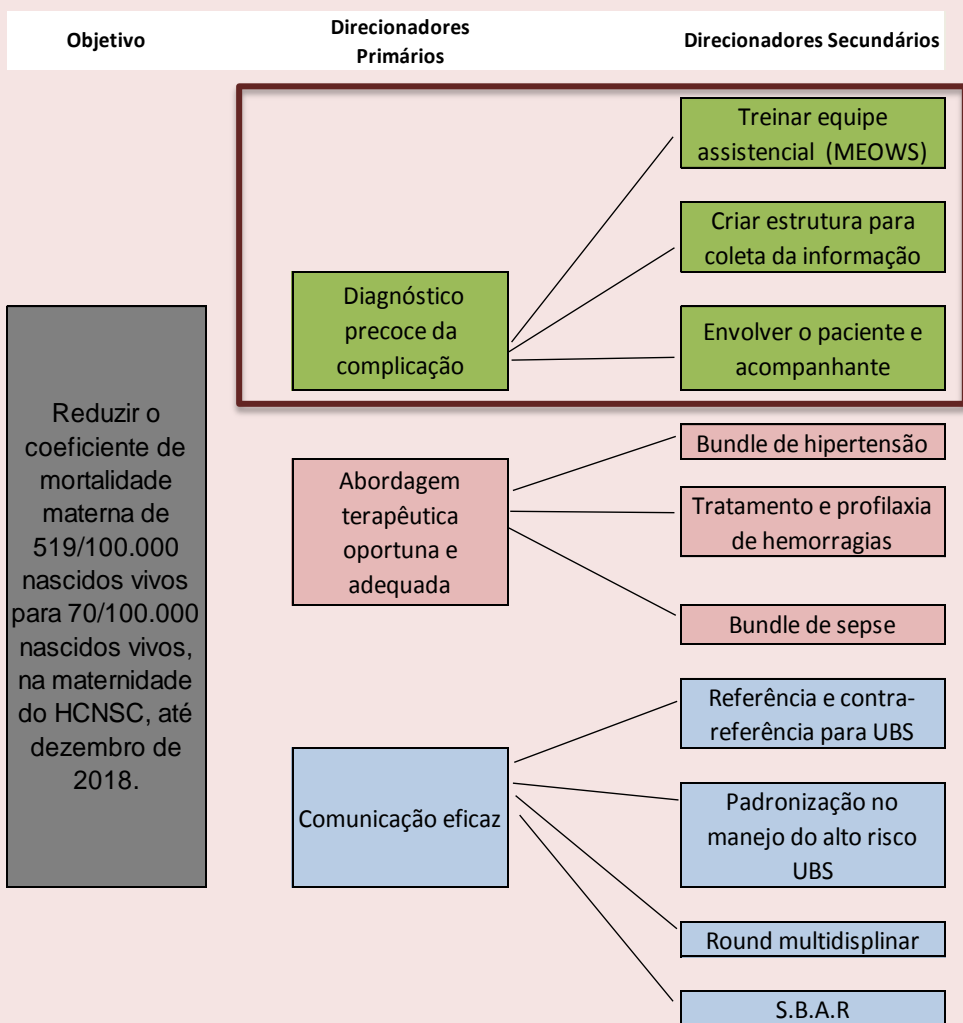 Objetivo
Direcionadores
Primários
Direcionadores Secundários
Reduzir o
coeficiente de
mortalidade
materna de
519/100.000
nascidos vivos
para 70/100.000
nascidos vivos,
na maternidade
do HCNSC, até
dezembro de
2018.
Diagnóstico
precoce da
complicação
Treinar equipe
assistencial (MEOWS)
Criar estrutura para
coleta da informação
Envolver o paciente e
acompanhante
Abordagem
terapêutica
oportuna e
adequada
Bundle de hipertensão
Tratamento e profilaxia
de hemorragias
Bundle de sepse
Comunicação eficaz
Referência e contra-
referência para UBS
Padronização no
manejo do alto risco
UBS
Round multidisplinar
S.B.A.R